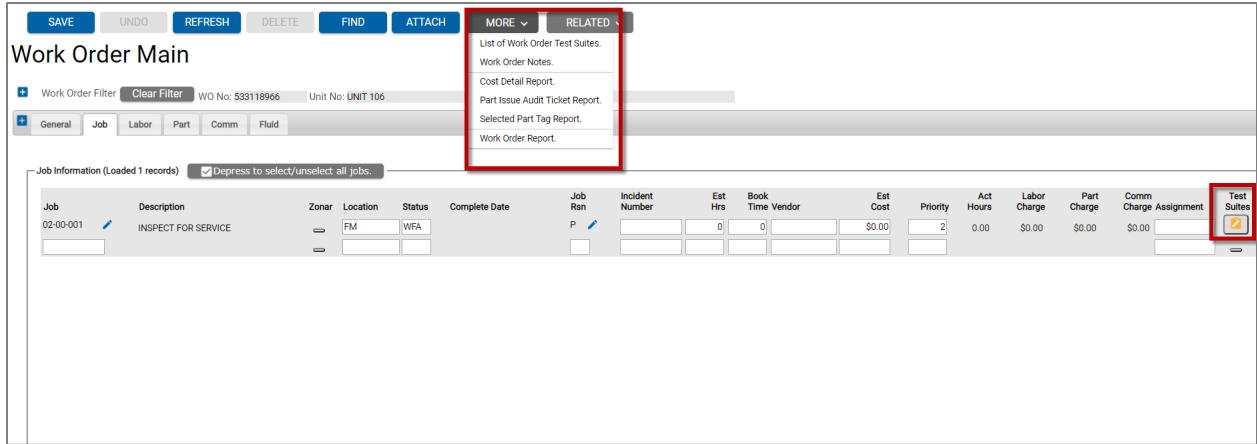 SAVE UNDO REFRESH DELETE FIND ATTACH MORE RELATED
List of Work Order Test Suites.
Work Order Notes.
Cost Detail Report.
Part Issue Audit Ticket Report.
Selected Part Tag Report.
Work Order Report.
Work Order Main
Work Order Filter Clear Filter WO No: 533118966 Unit No: UNIT 106
General Job Labor Part Comm Fluid
Job Information (Loaded 1 records) Depress to select/unselect all jobs.
Job Incident Est Book Est Act Labor Part Comm Test
Job Description Zonar Location Status Complete Date Rsn Number Hrs Time Vendor Cost Priority Hours Charge Charge Charge Assignment Suites
02-00-001 INSPECT FOR SERVICE FM WFA P 0 0 $0.00 2 0.00 $0.00 $0.00 $0.00